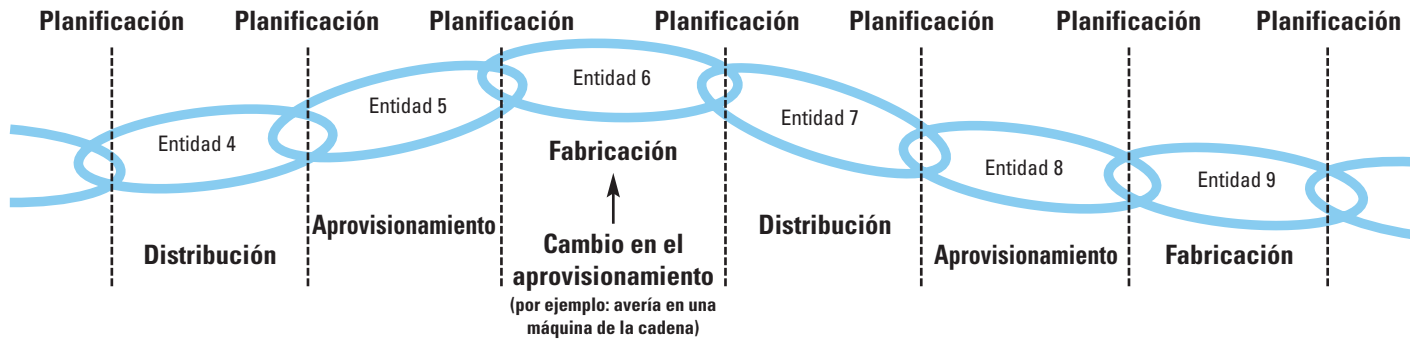 Planificación Planificación Planificación Planificación Planificación Planificación Planificación
Entidad 4
Entidad 5
Entidad 6
Entidad 7
Entidad 8
Entidad 9
Distribución
Aprovisionamiento
Fabricación
Cambio en el
aprovisionamiento
(por ejemplo: avería en una
máquina de la cadena)
Distribución
Aprovisionamiento
Fabricación